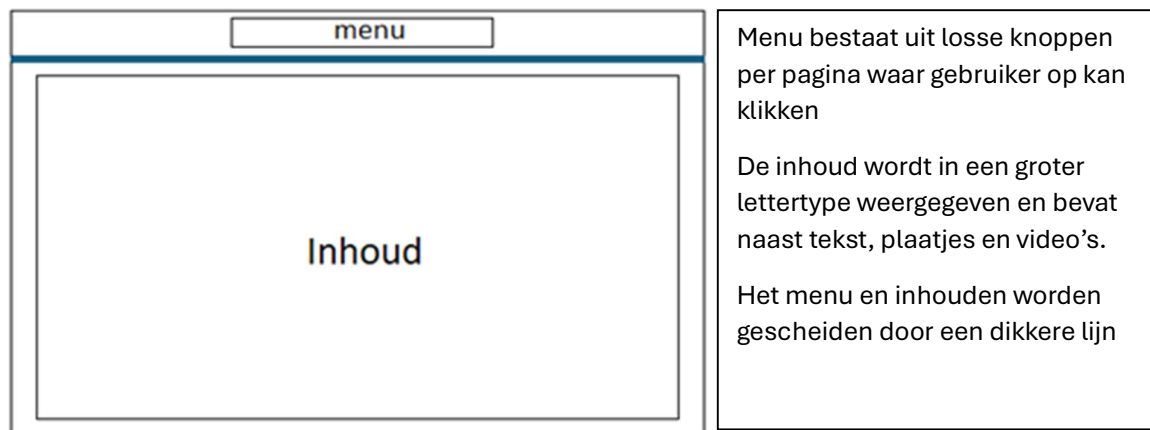 menu
Inhoud
Menu bestaat uit losse knoppen
per pagina waar gebruiker op kan
klikken
De inhoud wordt in een groter
lettertype weergegeven en bevat
naast tekst, plaatjes en video’s.
Het menu en inhouden worden
gescheiden door een dikkere lijn